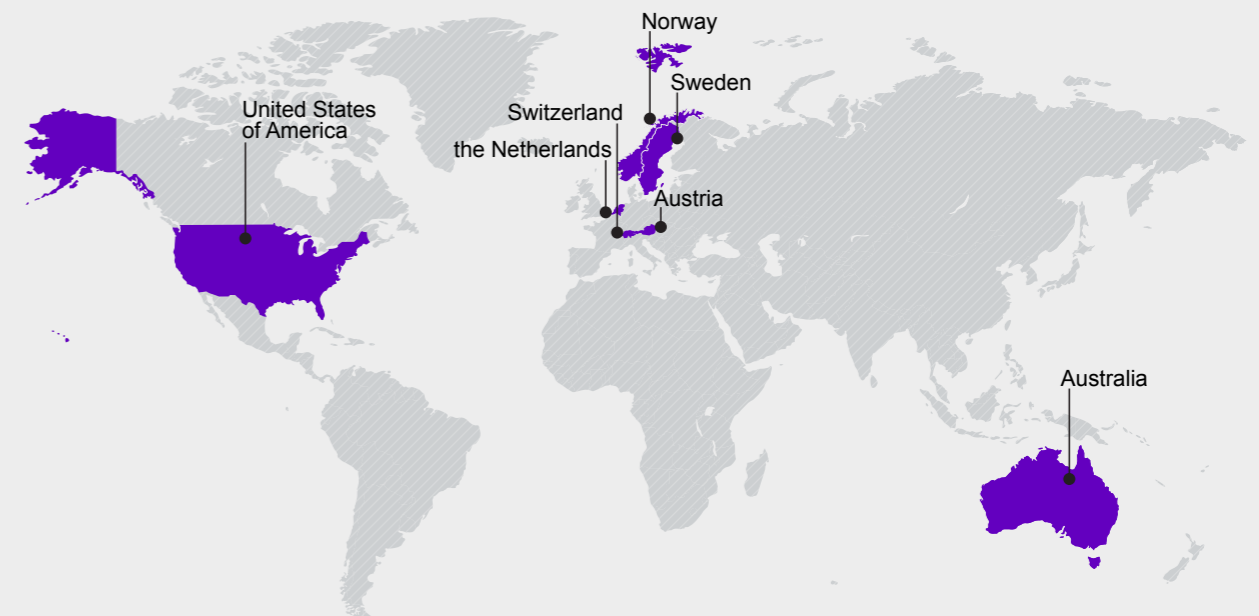 Norway
Sweden
United States
of America
Switzerland
the Netherlands
Austria
Australia